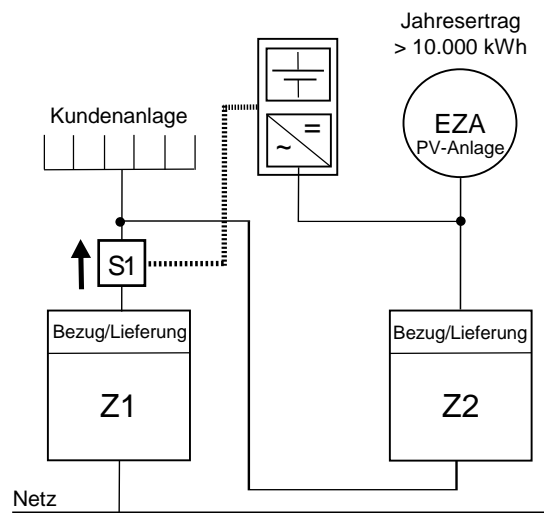 Jahresertrag
> 10.000 kWh
Kundenanlage
=
~
EZA
PV-Anlage
S1
Bezug/Lieferung
Z1
Bezug/Lieferung
Z2
Netz